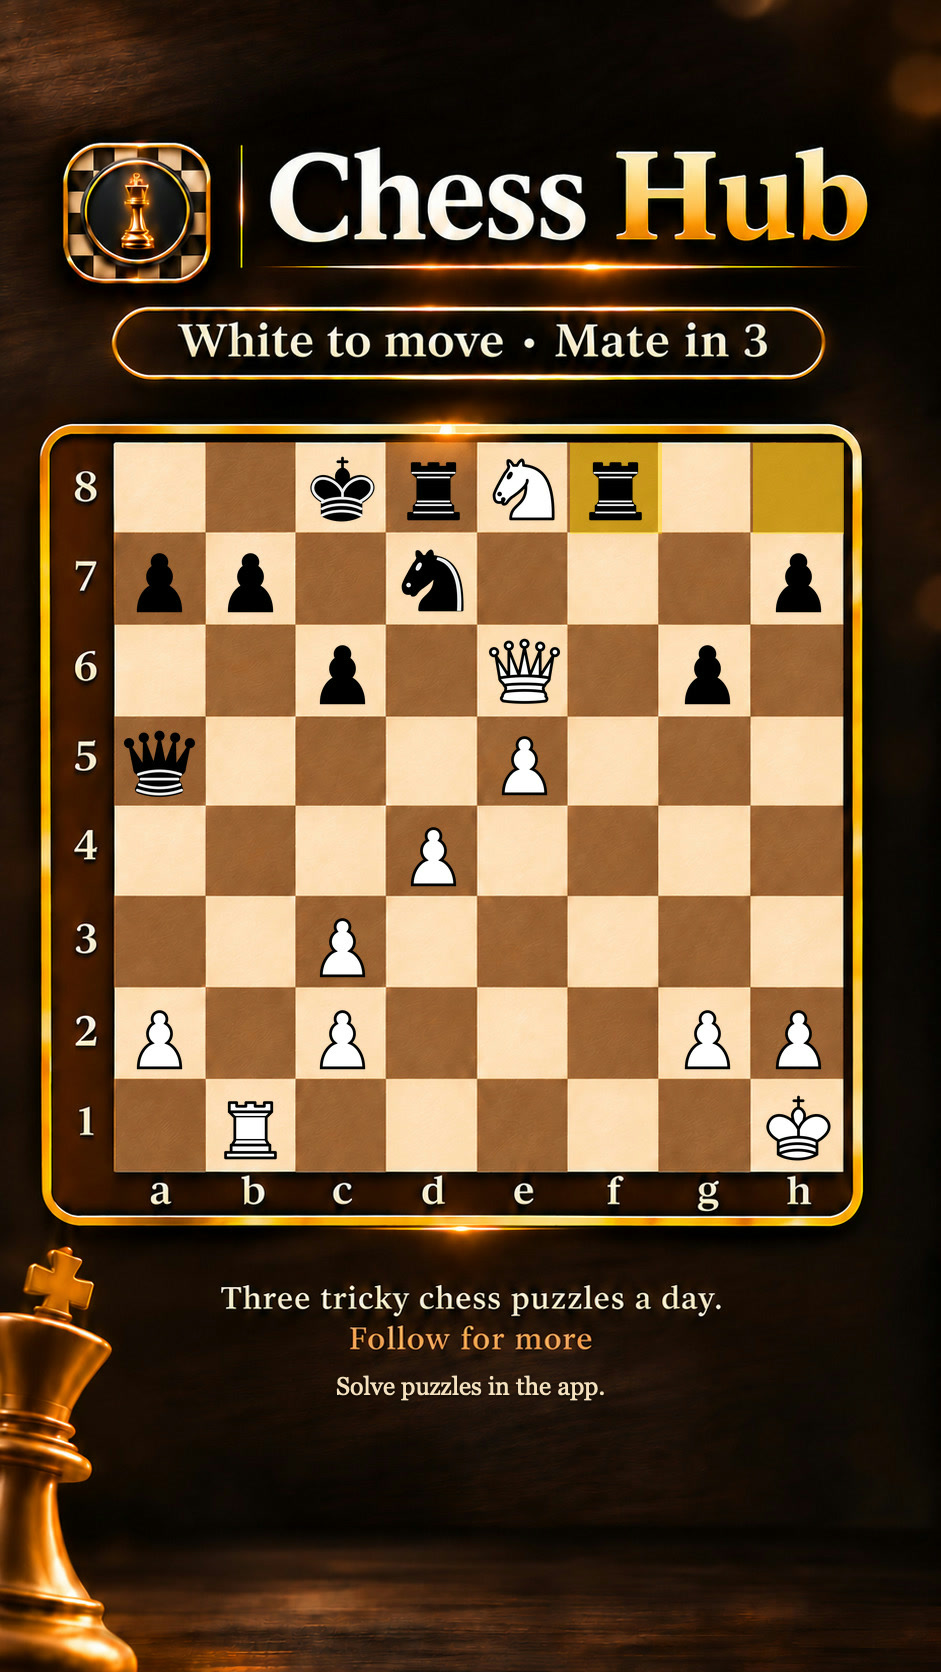 Chess Hub
White to move • Mate in 3
8
7
6
5
4
3
2
1
a b c d e f g h
Three tricky chess puzzles a day.
Follow for more
Solve puzzles in the app.